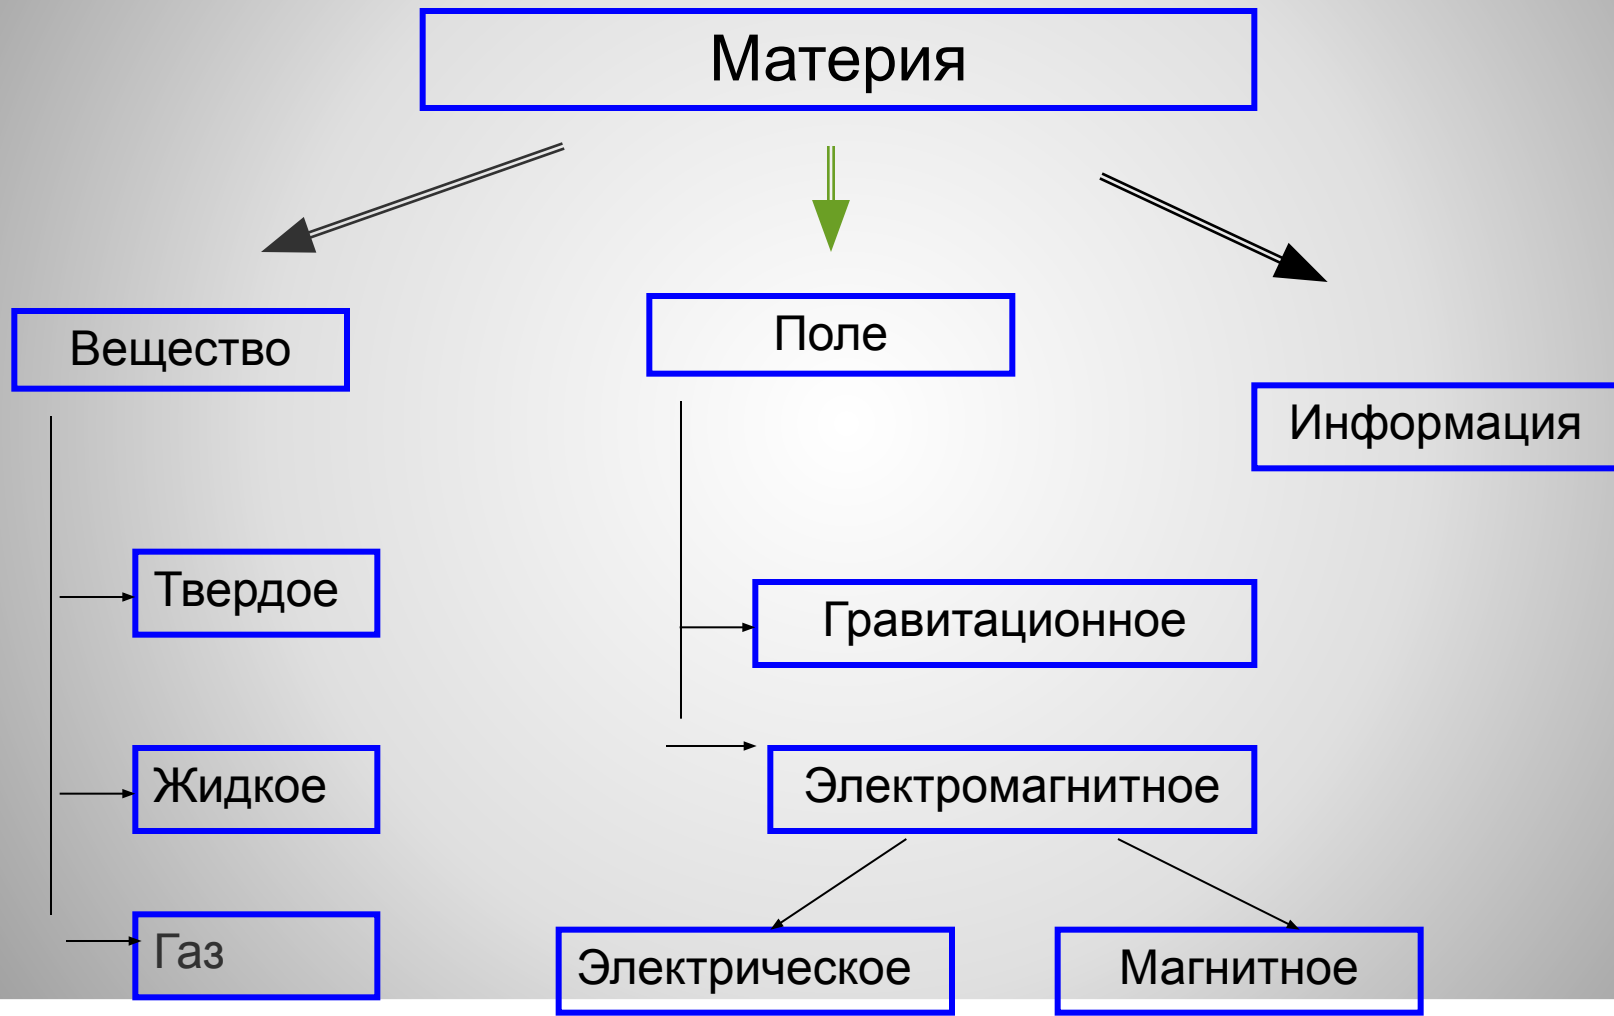 Материя
Вещество
Поле
Информация
Твердое
Гравитационное
Жидкое
Электромагнитное
Газ
Электрическое
Магнитное